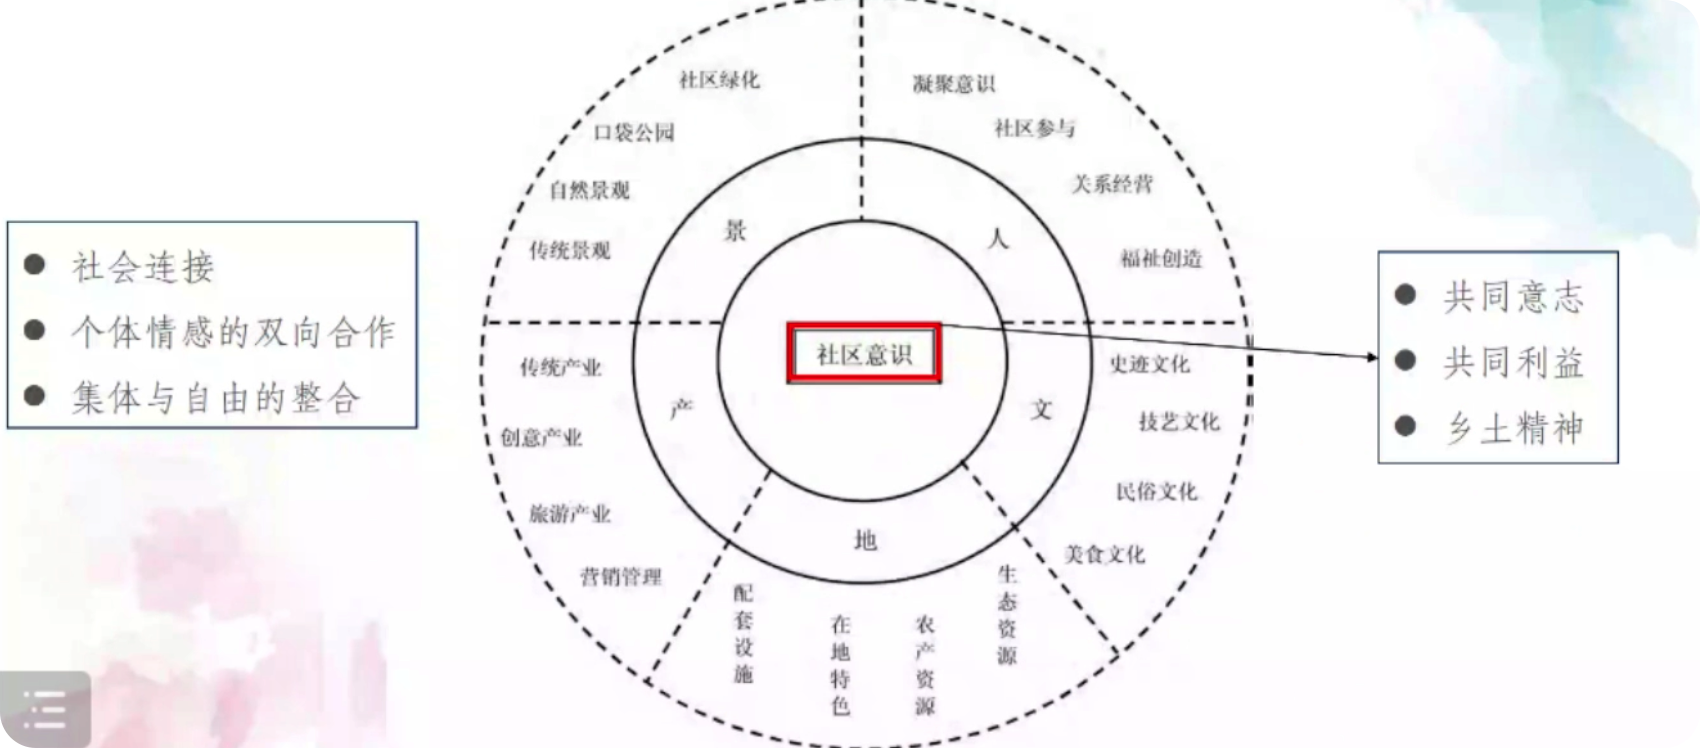 社会连接
个体情感的双向合作
集体与自由的整合
社区绿化
口袋公园
自然景观
传统景观
凝聚意识
社区参与
关系经营
福祉创造
景
人
社区意识
产
文
地
传统产业
创意产业
旅游产业
营销管理
史迹文化
技艺文化
民俗文化
美食文化
配套设施
在地特色
农产资源
生态资源
共同意志
共同利益
乡土精神